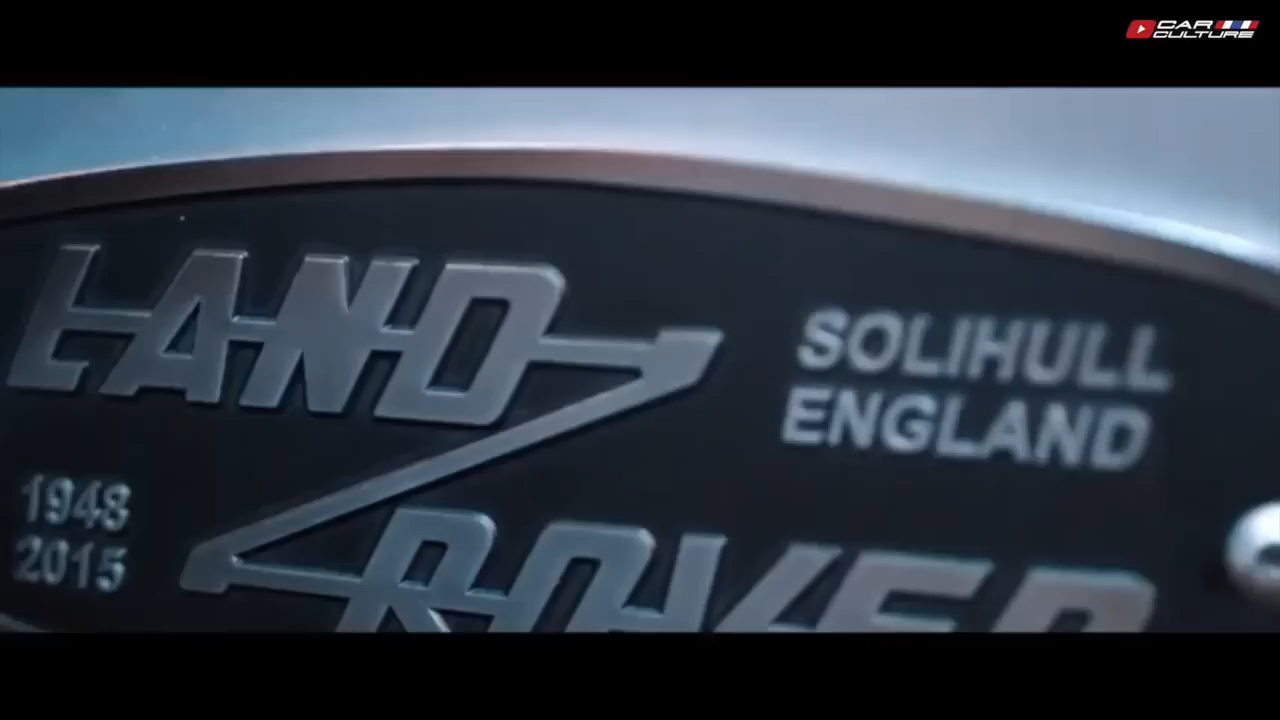 CAR
CULTURE
LAND
SOLIHULL
ENGLAND
1948
2015
ROVER